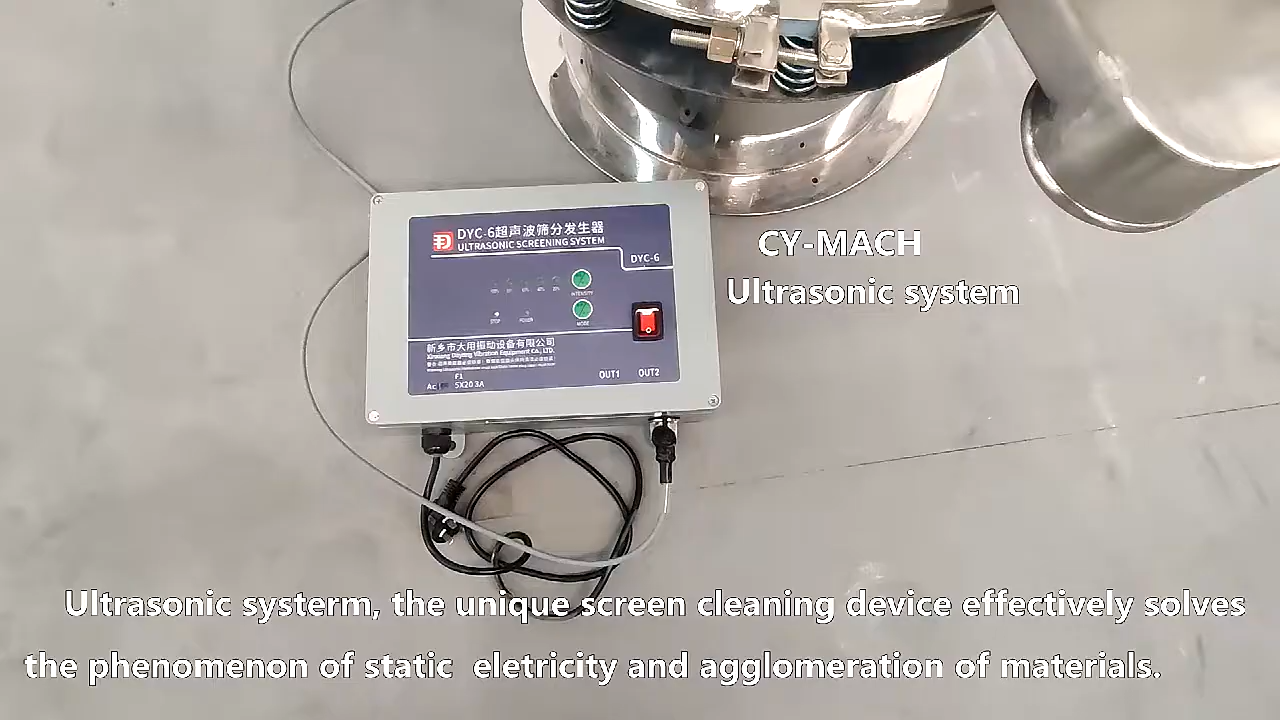 DYC-6超声波筛分发生器
ULTRASONIC SCREENING SYSTEM
DYC-6
INTENSITY
STOP POWER MODE
新乡市大用振动设备有限公司
Xinxiang Dayong Vibration Equipment Co., LTD.
F1
Ac 5X20 3A
OUT1 OUT2
CY-MACH
Ultrasonic system
Ultrasonic systerm, the unique screen cleaning device effectively solves
the phenomenon of static eletricity and agglomeration of materials.